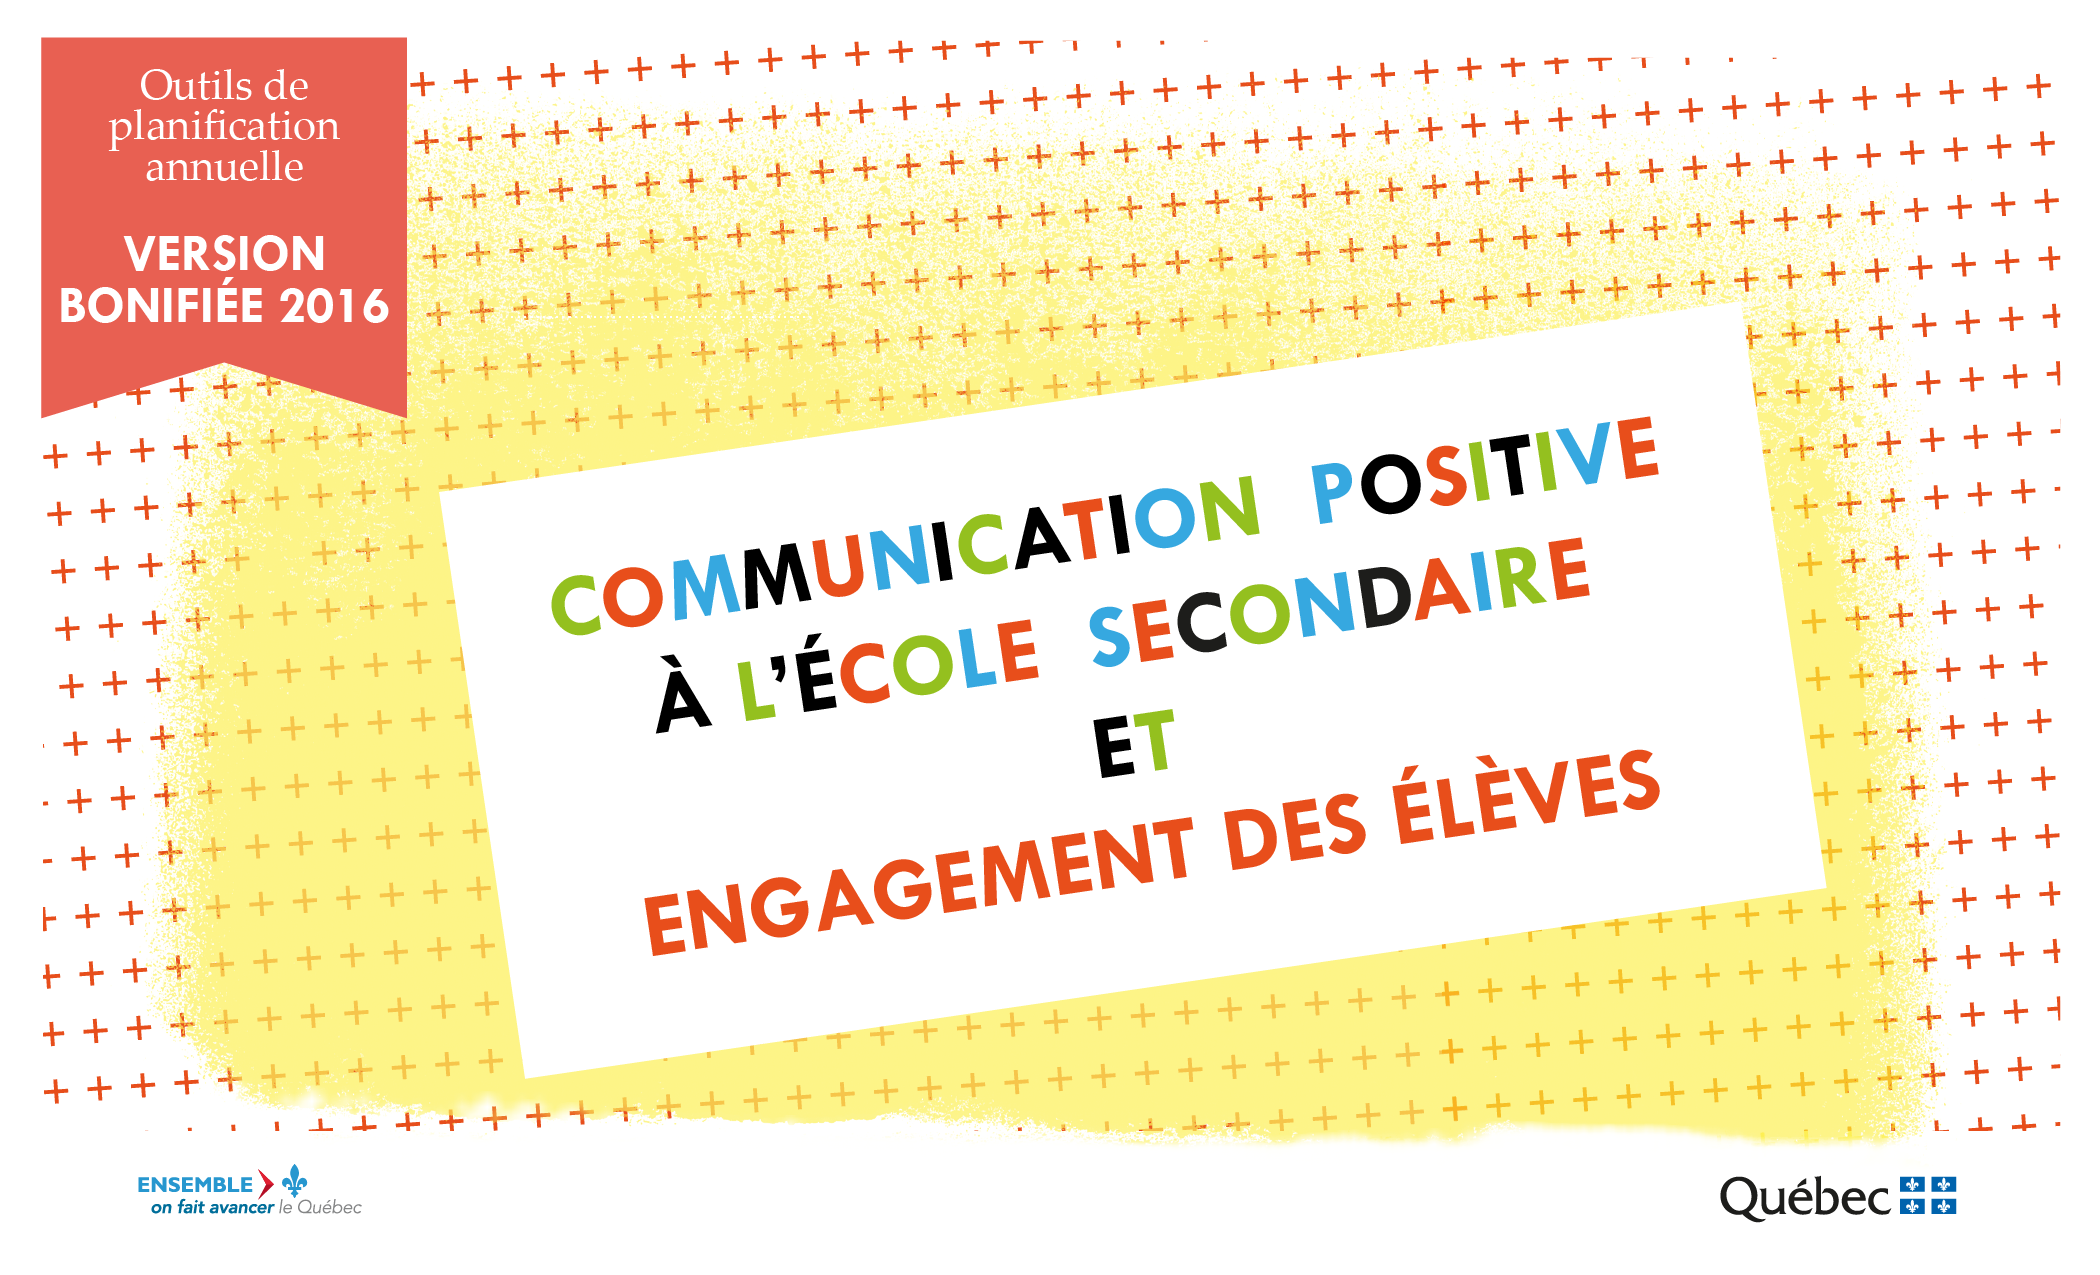 Outils de
planification
annuelle
VERSION
BONIFIÉE 2016
COMMUNICATION POSITIVE
À L'ÉCOLE SECONDAIRE
ET
ENGAGEMENT DES ÉLÈVES
ENSEMBLE
on fait avancer le Québec
Québec